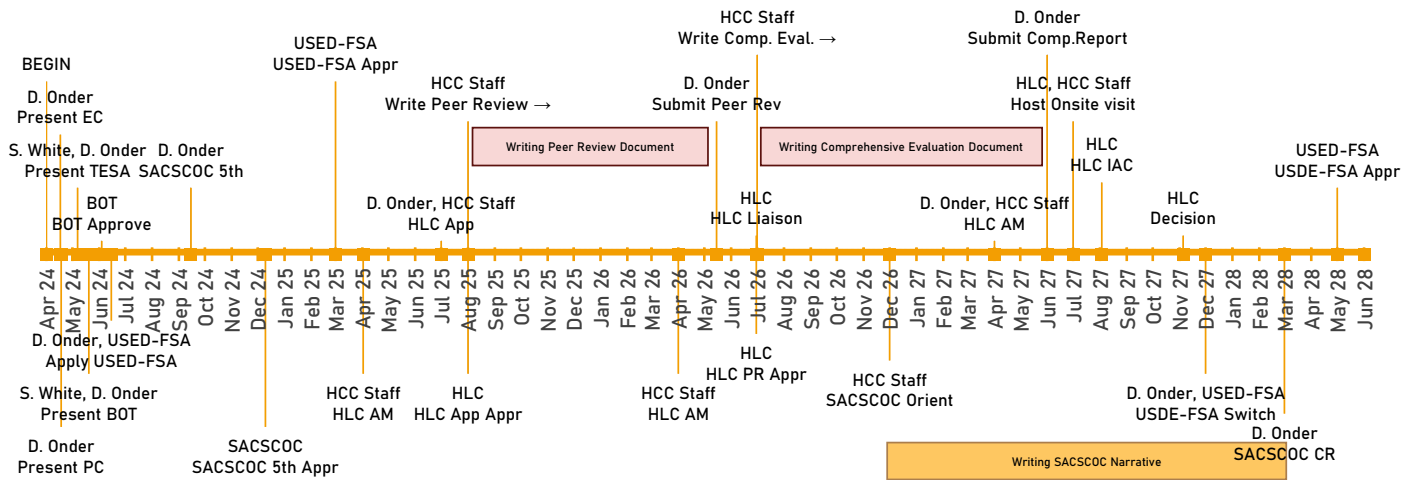 HCC Staff
Write Comp. Eval. →
D. Onder
Submit Comp.Report
USED-FSA
USED-FSA Appr
BEGIN
HCC Staff
Write Peer Review →
D. Onder
Submit Peer Rev
HLC, HCC Staff
Host Onsite visit
D. Onder
Present EC
Writing Peer Review Document
Writing Comprehensive Evaluation Document
S. White, D. Onder
Present TESA
D. Onder
SACSCOC 5th
HLC
HLC IAC
USED-FSA
USDE-FSA Appr
BOT
BOT Approve
D. Onder, HCC Staff
HLC App
HLC
HLC Liaison
D. Onder, HCC Staff
HLC AM
HLC
Decision
Apr 24
May 24
Jun 24
Jul 24
Aug 24
Sep 24
Oct 24
Nov 24
Dec 24
Jan 25
Feb 25
Mar 25
Apr 25
May 25
Jun 25
Jul 25
Aug 25
Sep 25
Oct 25
Nov 25
Dec 25
Jan 26
Feb 26
Mar 26
Apr 26
May 26
Jun 26
Jul 26
Aug 26
Sep 26
Oct 26
Nov 26
Dec 26
Jan 27
Feb 27
Mar 27
Apr 27
May 27
Jun 27
Jul 27
Aug 27
Sep 27
Oct 27
Nov 27
Dec 27
Jan 28
Feb 28
Mar 28
Apr 28
May 28
Jun 28
D. Onder, USED-FSA
Apply USED-FSA
HLC
HLC PR Appr
S. White, D. Onder
Present BOT
HCC Staff
HLC AM
HLC
HLC App Appr
HCC Staff
HLC AM
HCC Staff
SACSCOC Orient
D. Onder, USED-FSA
USDE-FSA Switch
D. Onder
Present PC
SACSCOC
SACSCOC 5th Appr
D. Onder
SACSCOC CR
Writing SACSCOC Narrative